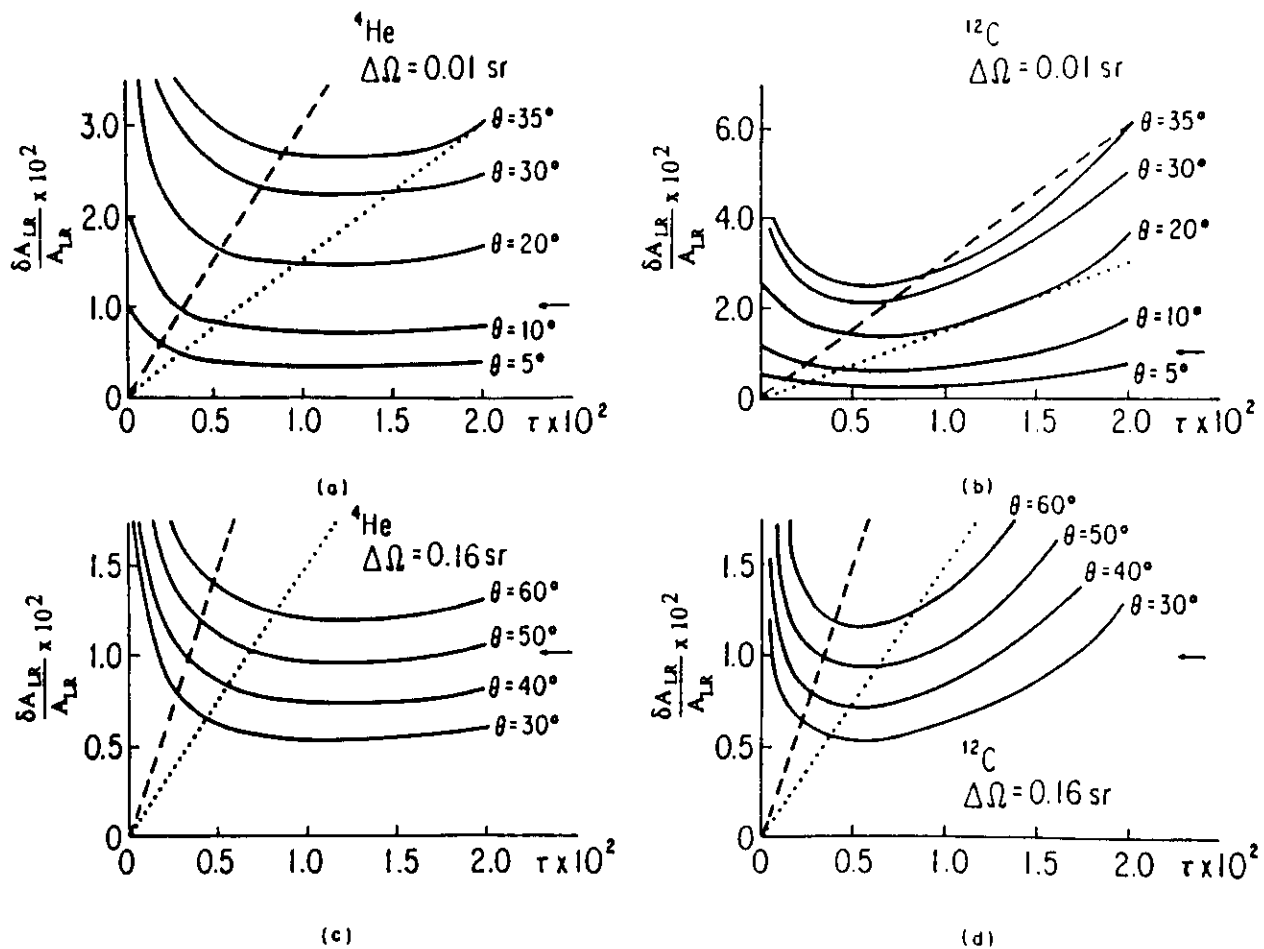 ⁴He
ΔΩ = 0.01 sr
δA_LR / A_LR x 10²
3.0
2.0
1.0
0
θ = 35°
θ = 30°
θ = 20°
θ = 10°
θ = 5°
0 0.5 1.0 1.5 2.0 τ x 10²
(a)
¹²C
ΔΩ = 0.01 sr
δA_LR / A_LR x 10²
6.0
4.0
2.0
0
θ = 35°
θ = 30°
θ = 20°
θ = 10°
θ = 5°
0.5 1.0 1.5 2.0 τ x 10²
(b)
⁴He
ΔΩ = 0.16 sr
δA_LR / A_LR x 10²
1.5
1.0
0.5
0
θ = 60°
θ = 50°
θ = 40°
θ = 30°
0 0.5 1.0 1.5 2.0 τ x 10²
(c)
θ = 60°
θ = 50°
θ = 40°
θ = 30°
δA_LR / A_LR x 10²
1.5
1.0
0.5
0
¹²C
ΔΩ = 0.16 sr
0 0.5 1.0 1.5 2.0 τ x 10²
(d)